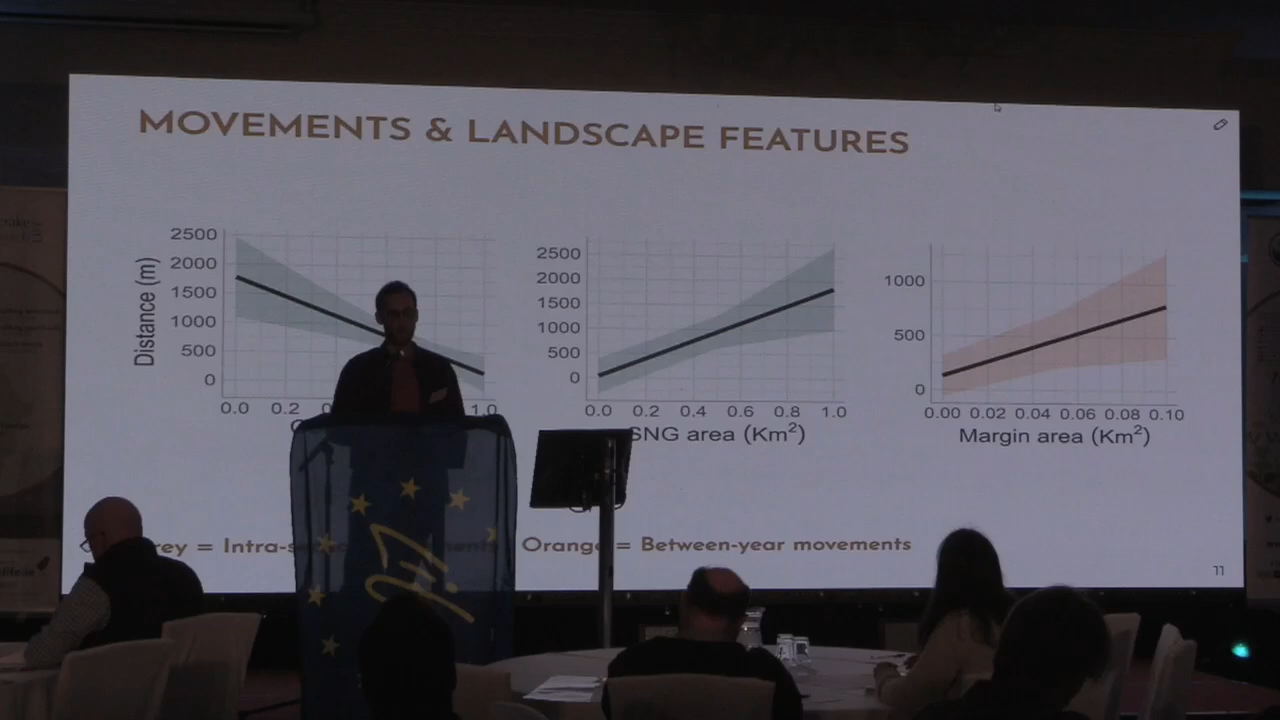 MOVEMENTS & LANDSCAPE FEATURES
Distance (m)
2500
2000
1500
1000
500
0
0.0 0.2 1.0
2500
2000
1500
1000
500
0
0.0 0.2 0.4 0.6 0.8 1.0
SNG area (Km²)
1000
500
0
0.00 0.02 0.04 0.06 0.08 0.10
Margin area (Km²)
= Orange = Between-year movements
11